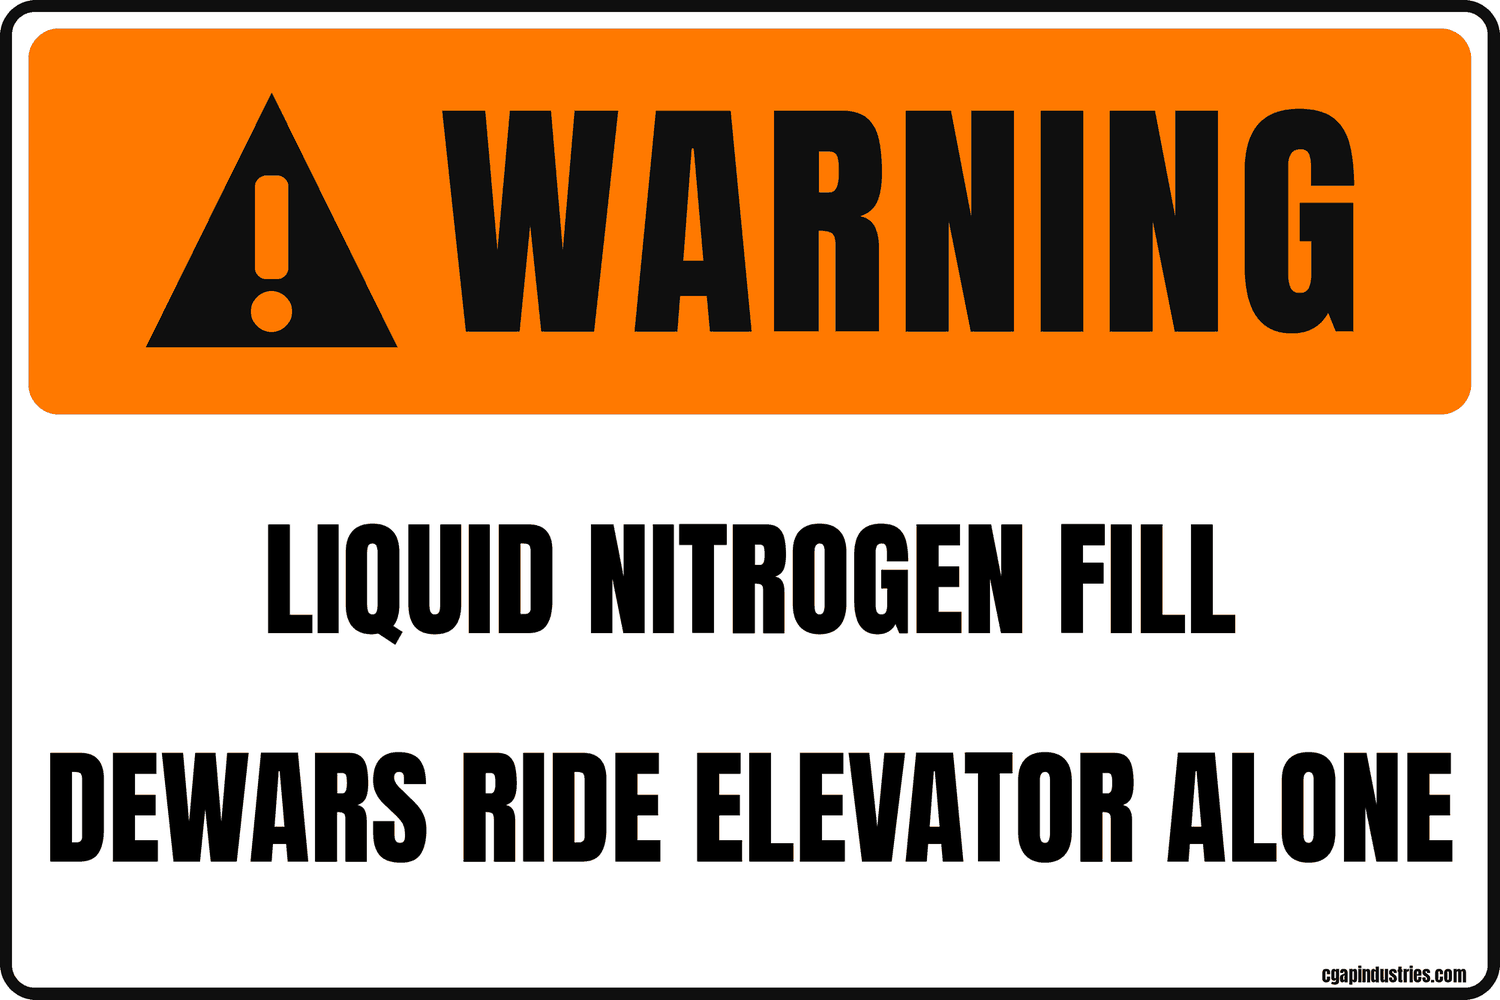 WARNING
LIQUID NITROGEN FILL
DEWARS RIDE ELEVATOR ALONE
cgapindustries.com